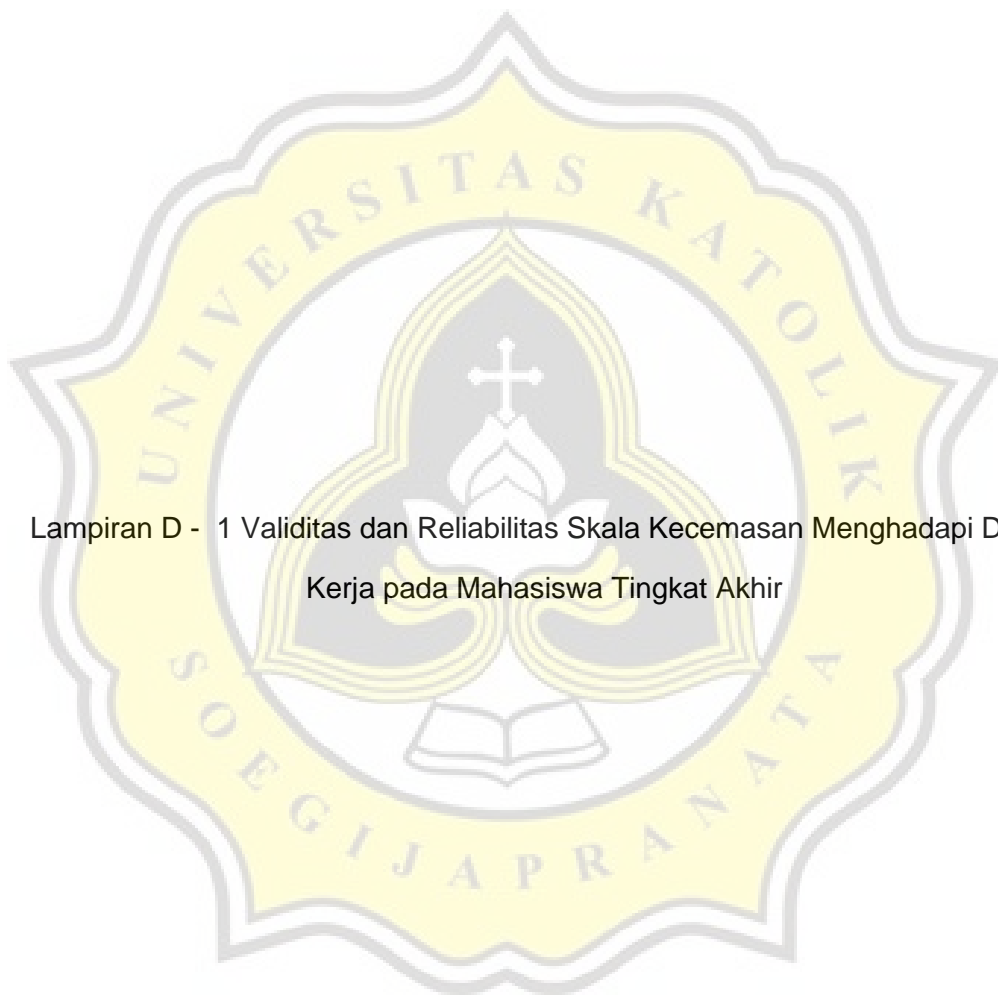 UNIVERSITAS KATOLIK
Lampiran D - 1 Validitas dan Reliabilitas Skala Kecemasan Menghadapi D
Kerja pada Mahasiswa Tingkat Akhir
SOEGIJAPRANATA